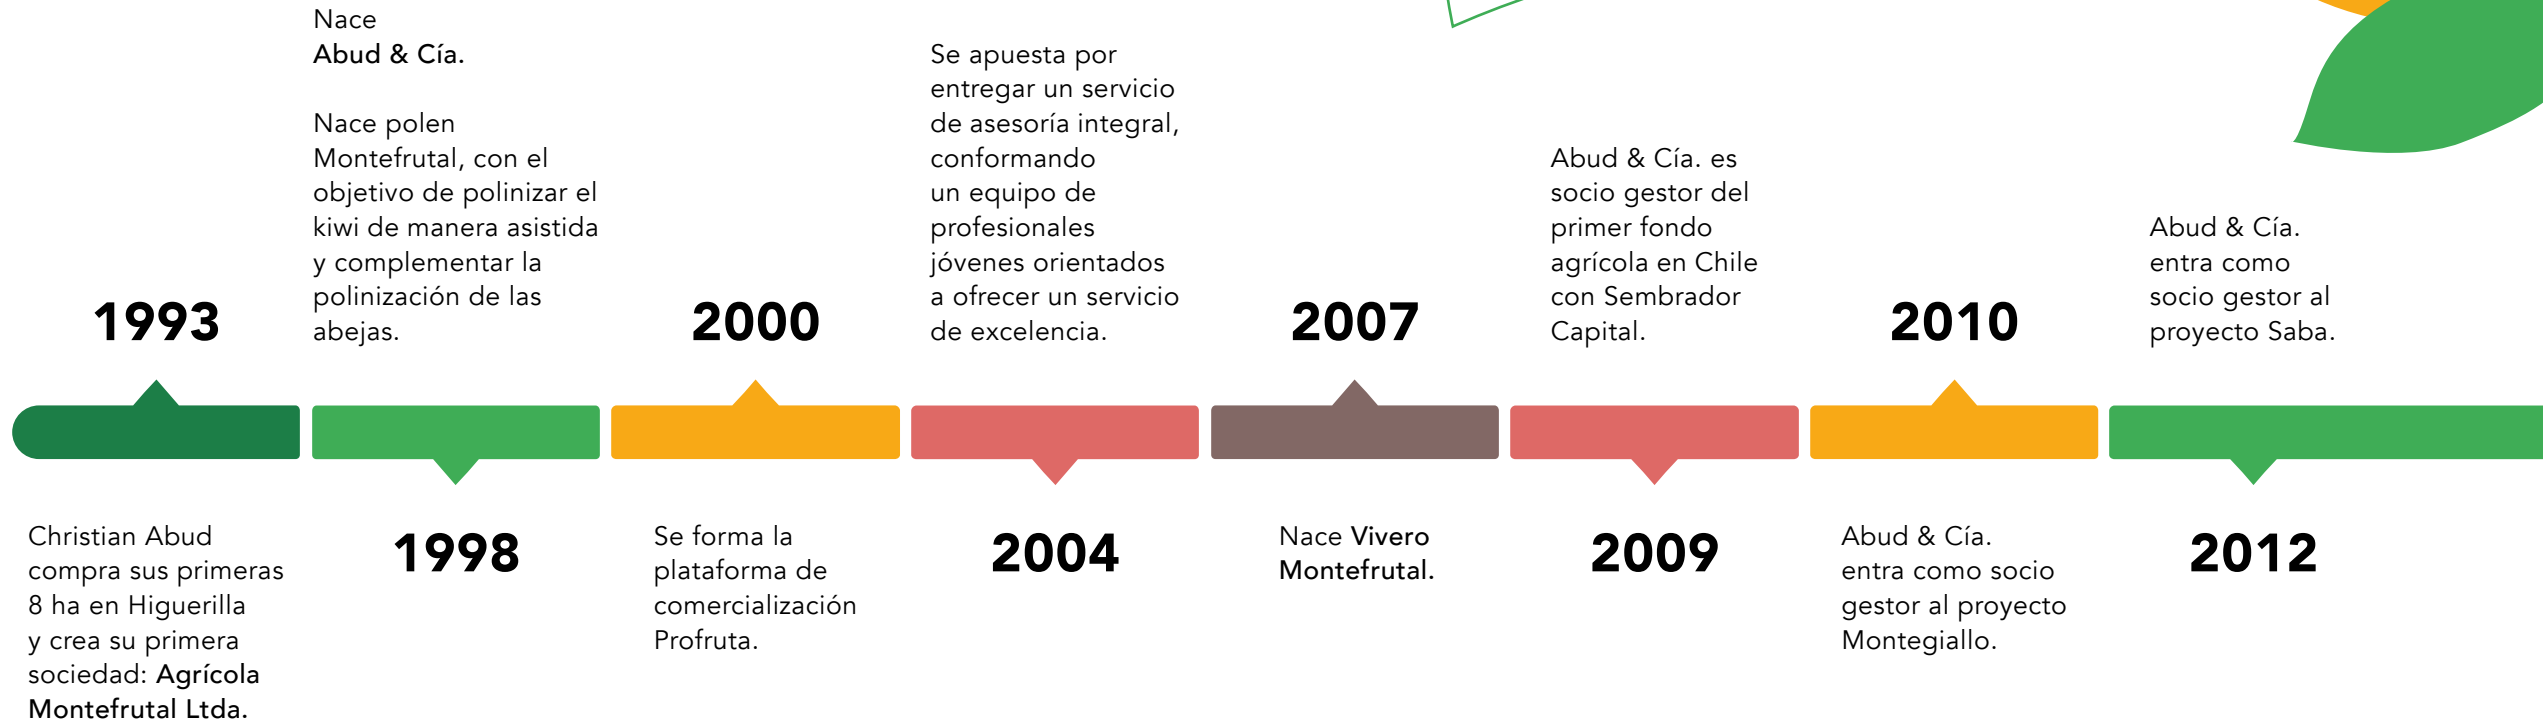 1993
Christian Abud
compra sus primeras
8 ha en Higuerilla
y crea su primera
sociedad: Agrícola
Montefrutal Ltda.
Nace
Abud & Cía.
Nace polen
Montefrutal, con el
objetivo de polinizar el
kiwi de manera asistida
y complementar la
polinización de las
abejas.
1998
2000
Se forma la
plataforma de
comercialización
Profruta.
Se apuesta por
entregar un servicio
de asesoría integral,
conformando
un equipo de
profesionales
jóvenes orientados
a ofrecer un servicio
de excelencia.
2004
2007
Nace Vivero
Montefrutal.
Abud & Cía. es
socio gestor del
primer fondo
agrícola en Chile
con Sembrador
Capital.
2009
2010
Abud & Cía.
entra como socio
gestor al proyecto
Montegiallo.
Abud & Cía.
entra como
socio gestor al
proyecto Saba.
2012